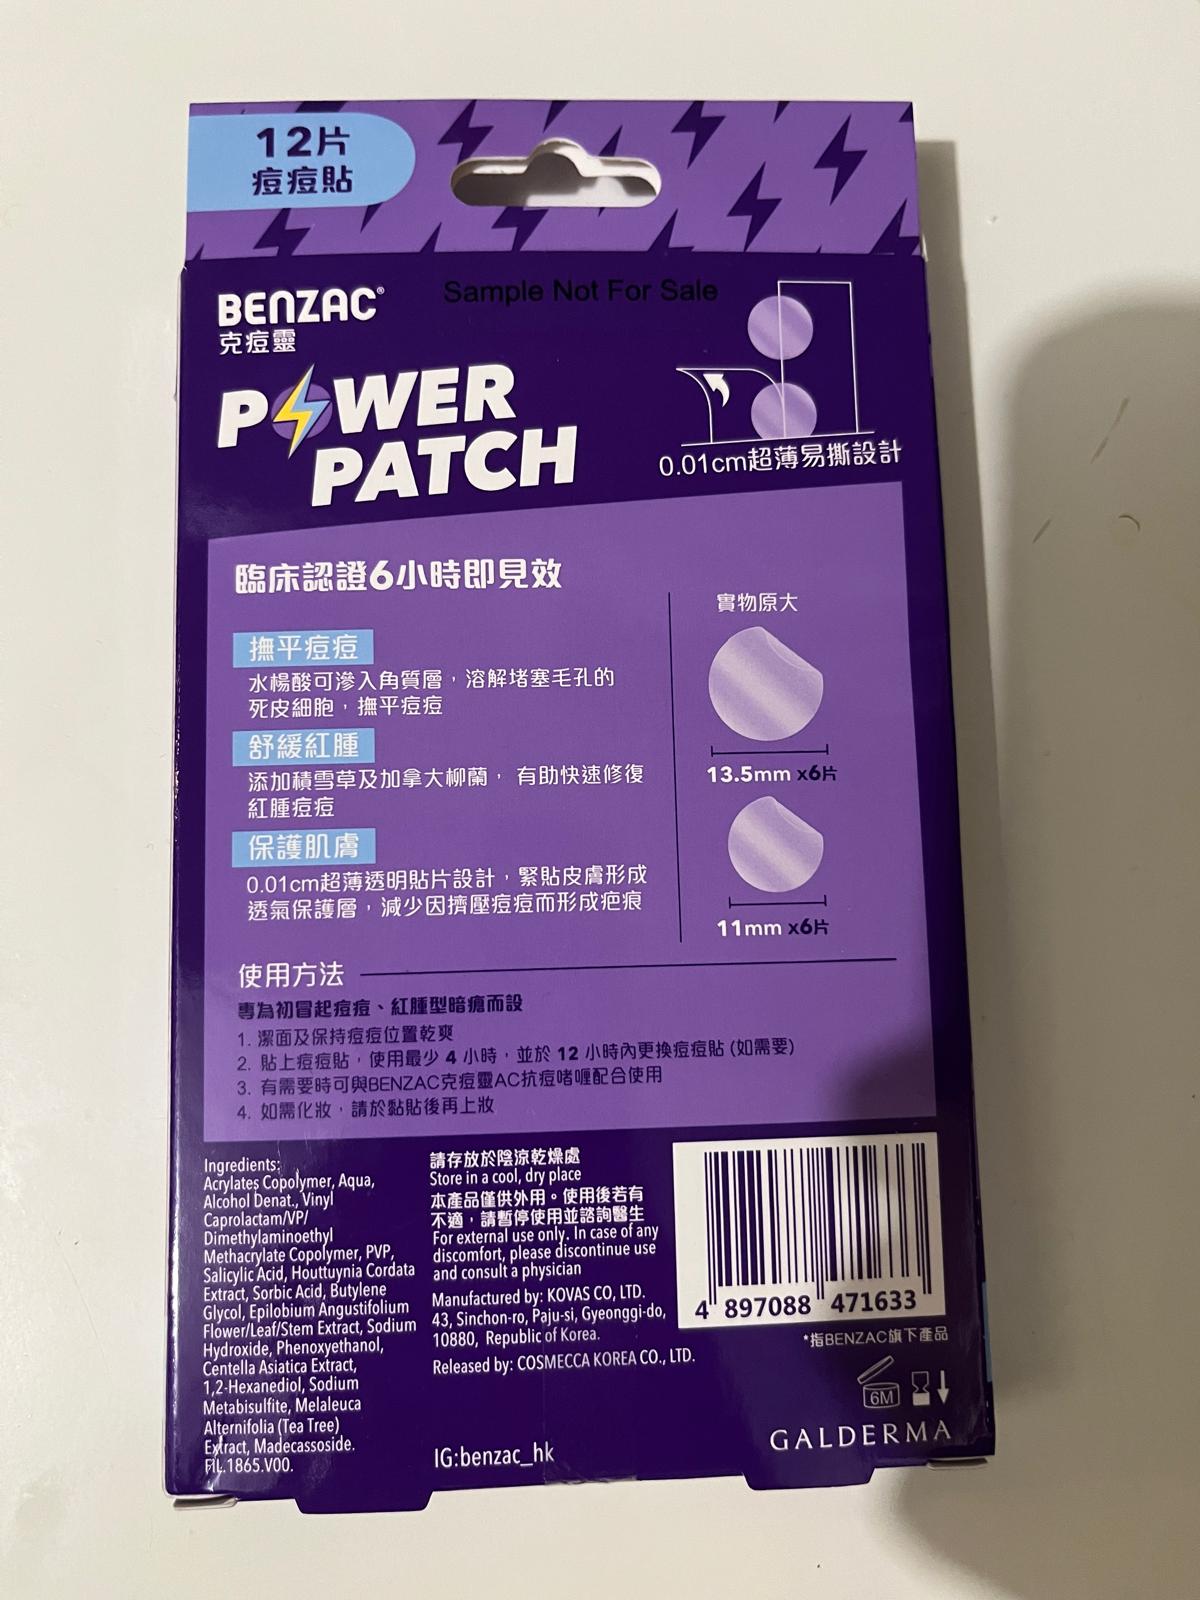 12片
痘痘貼
BENZAC®
克痘靈
Sample Not For Sale
POWER
PATCH
0.01cm超薄易撕設計
臨床認證6小時即見效
撫平痘痘
水楊酸可滲入角質層，溶解堵塞毛孔的
死皮細胞，撫平痘痘
舒緩紅腫
添加積雪草及加拿大柳蘭， 有助快速修復
紅腫痘痘
保護肌膚
0.01cm超薄透明貼片設計，緊貼皮膚形成
透氣保護層，減少因擠壓痘痘而形成疤痕
實物原大
13.5mm x6片
11mm x6片
使用方法
專為初冒起痘痘、紅腫型暗瘡而設
1. 潔面及保持痘痘位置乾爽
2. 貼上痘痘貼，使用最少 4 小時，並於 12 小時內更換痘痘貼 (如需要)
3. 有需要時可與BENZAC克痘靈AC抗痘啫喱配合使用
4. 如需化妝，請於黏貼後再上妝
Ingredients:
Acrylates Copolymer, Aqua,
Alcohol Denat., Vinyl
Caprolactam/VP/
Dimethylaminoethyl
Methacrylate Copolymer, PVP,
Salicylic Acid, Houttuynia Cordata
Extract, Sorbic Acid, Butylene
Glycol, Epilobium Angustifolium
Flower/Leaf/Stem Extract, Sodium
Hydroxide, Phenoxyethanol,
Centella Asiatica Extract,
1,2-Hexanediol, Sodium
Metabisulfite, Melaleuca
Alternifolia (Tea Tree)
Extract, Madecassoside.
FIL.1865.V00.
請存放於陰涼乾燥處
Store in a cool, dry place
本產品僅供外用。使用後若有
不適，請暫停使用並諮詢醫生
For external use only. In case of any
discomfort, please discontinue use
and consult a physician
Manufactured by: KOVAS CO, LTD.
43, Sinchon-ro, Paju-si, Gyeonggi-do,
10880, Republic of Korea.
Released by: COSMECCA KOREA CO., LTD.
IG:benzac_hk
4 897088 471633
*指BENZAC旗下產品
6M
GALDERMA